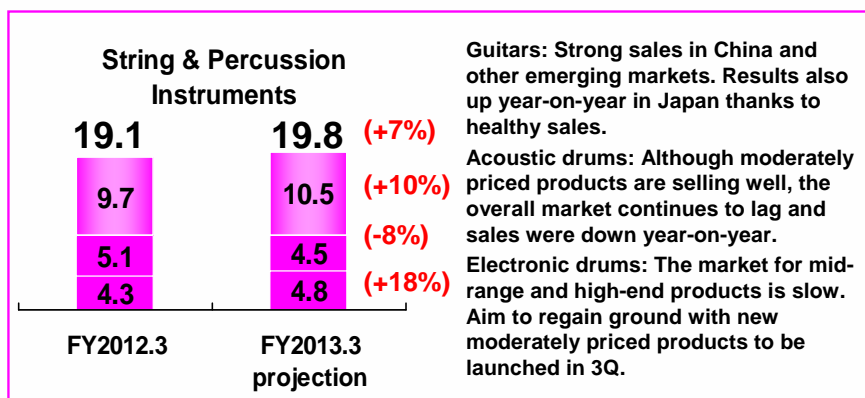 String & Percussion
Instruments
19.1
19.8
(+7%)
9.7
10.5
(+10%)
(-8%)
5.1
4.5
4.3
4.8
(+18%)
FY2012.3
FY2013.3
projection
Guitars: Strong sales in China and
other emerging markets. Results also
up year-on-year in Japan thanks to
healthy sales.
Acoustic drums: Although moderately
priced products are selling well, the
overall market continues to lag and
sales were down year-on-year.
Electronic drums: The market for mid-
range and high-end products is slow.
Aim to regain ground with new
moderately priced products to be
launched in 3Q.